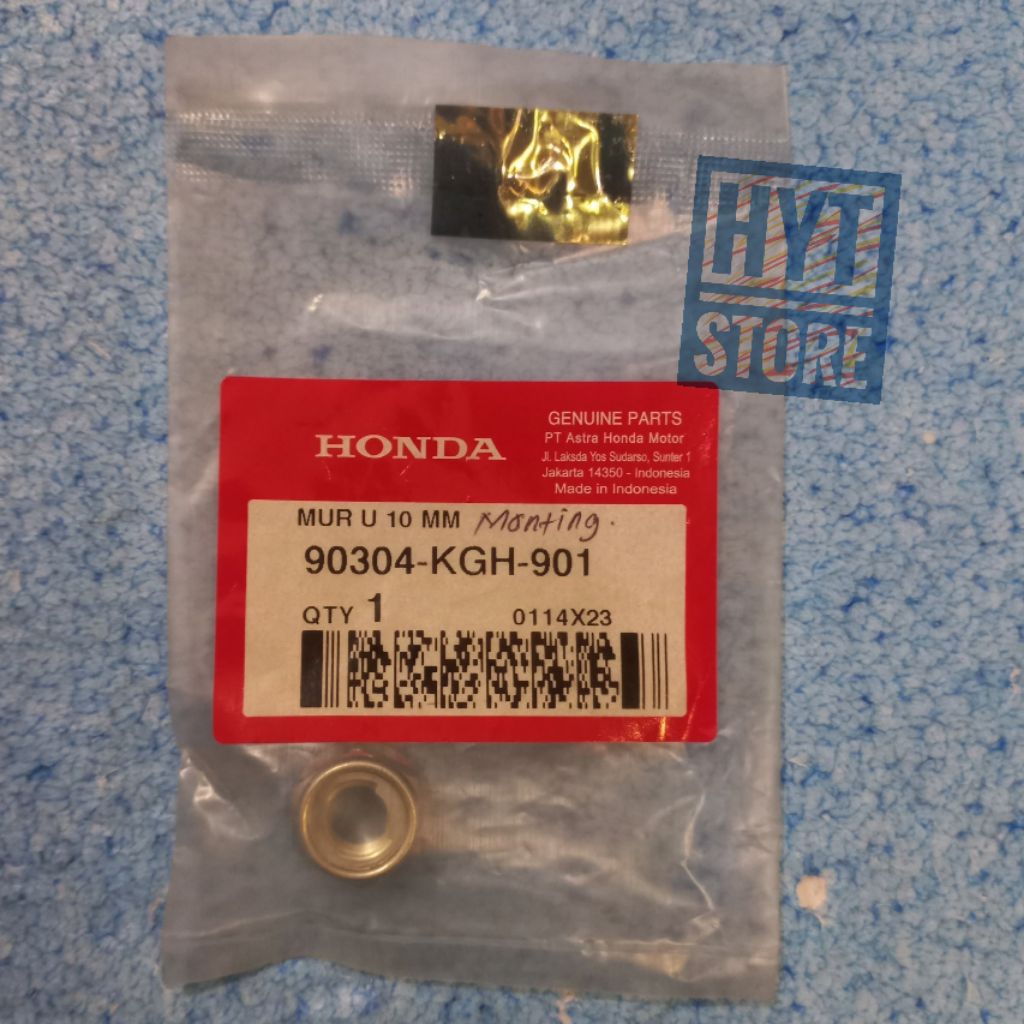 HYT
STORE
HONDA
GENUINE PARTS
PT Astra Honda Motor
Jl. Laksda Yos Sudarso, Sunter 1
Jakarta 14350 - Indonesia
Made in Indonesia
MUR U 10 MM Monting.
90304-KGH-901
QTY 1 0114X23